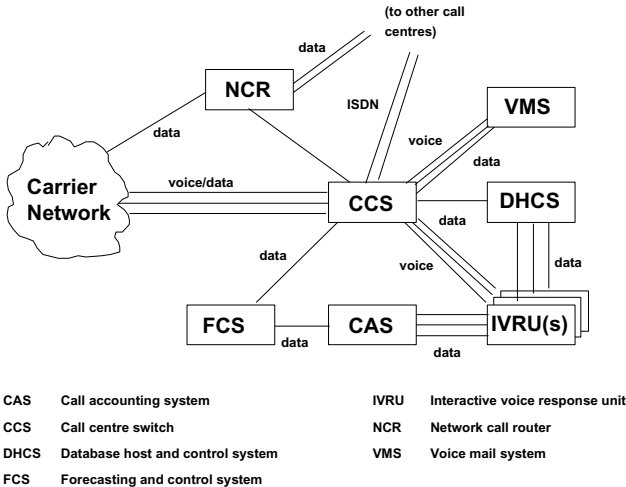 (to other call
centres)
data
NCR
ISDN
VMS
data
voice
data
Carrier
Network
voice/data
CCS
DHCS
data
data
voice
data
FCS
CAS
IVRU(s)
data
data
CAS Call accounting system
CCS Call centre switch
DHCS Database host and control system
FCS Forecasting and control system
IVRU Interactive voice response unit
NCR Network call router
VMS Voice mail system